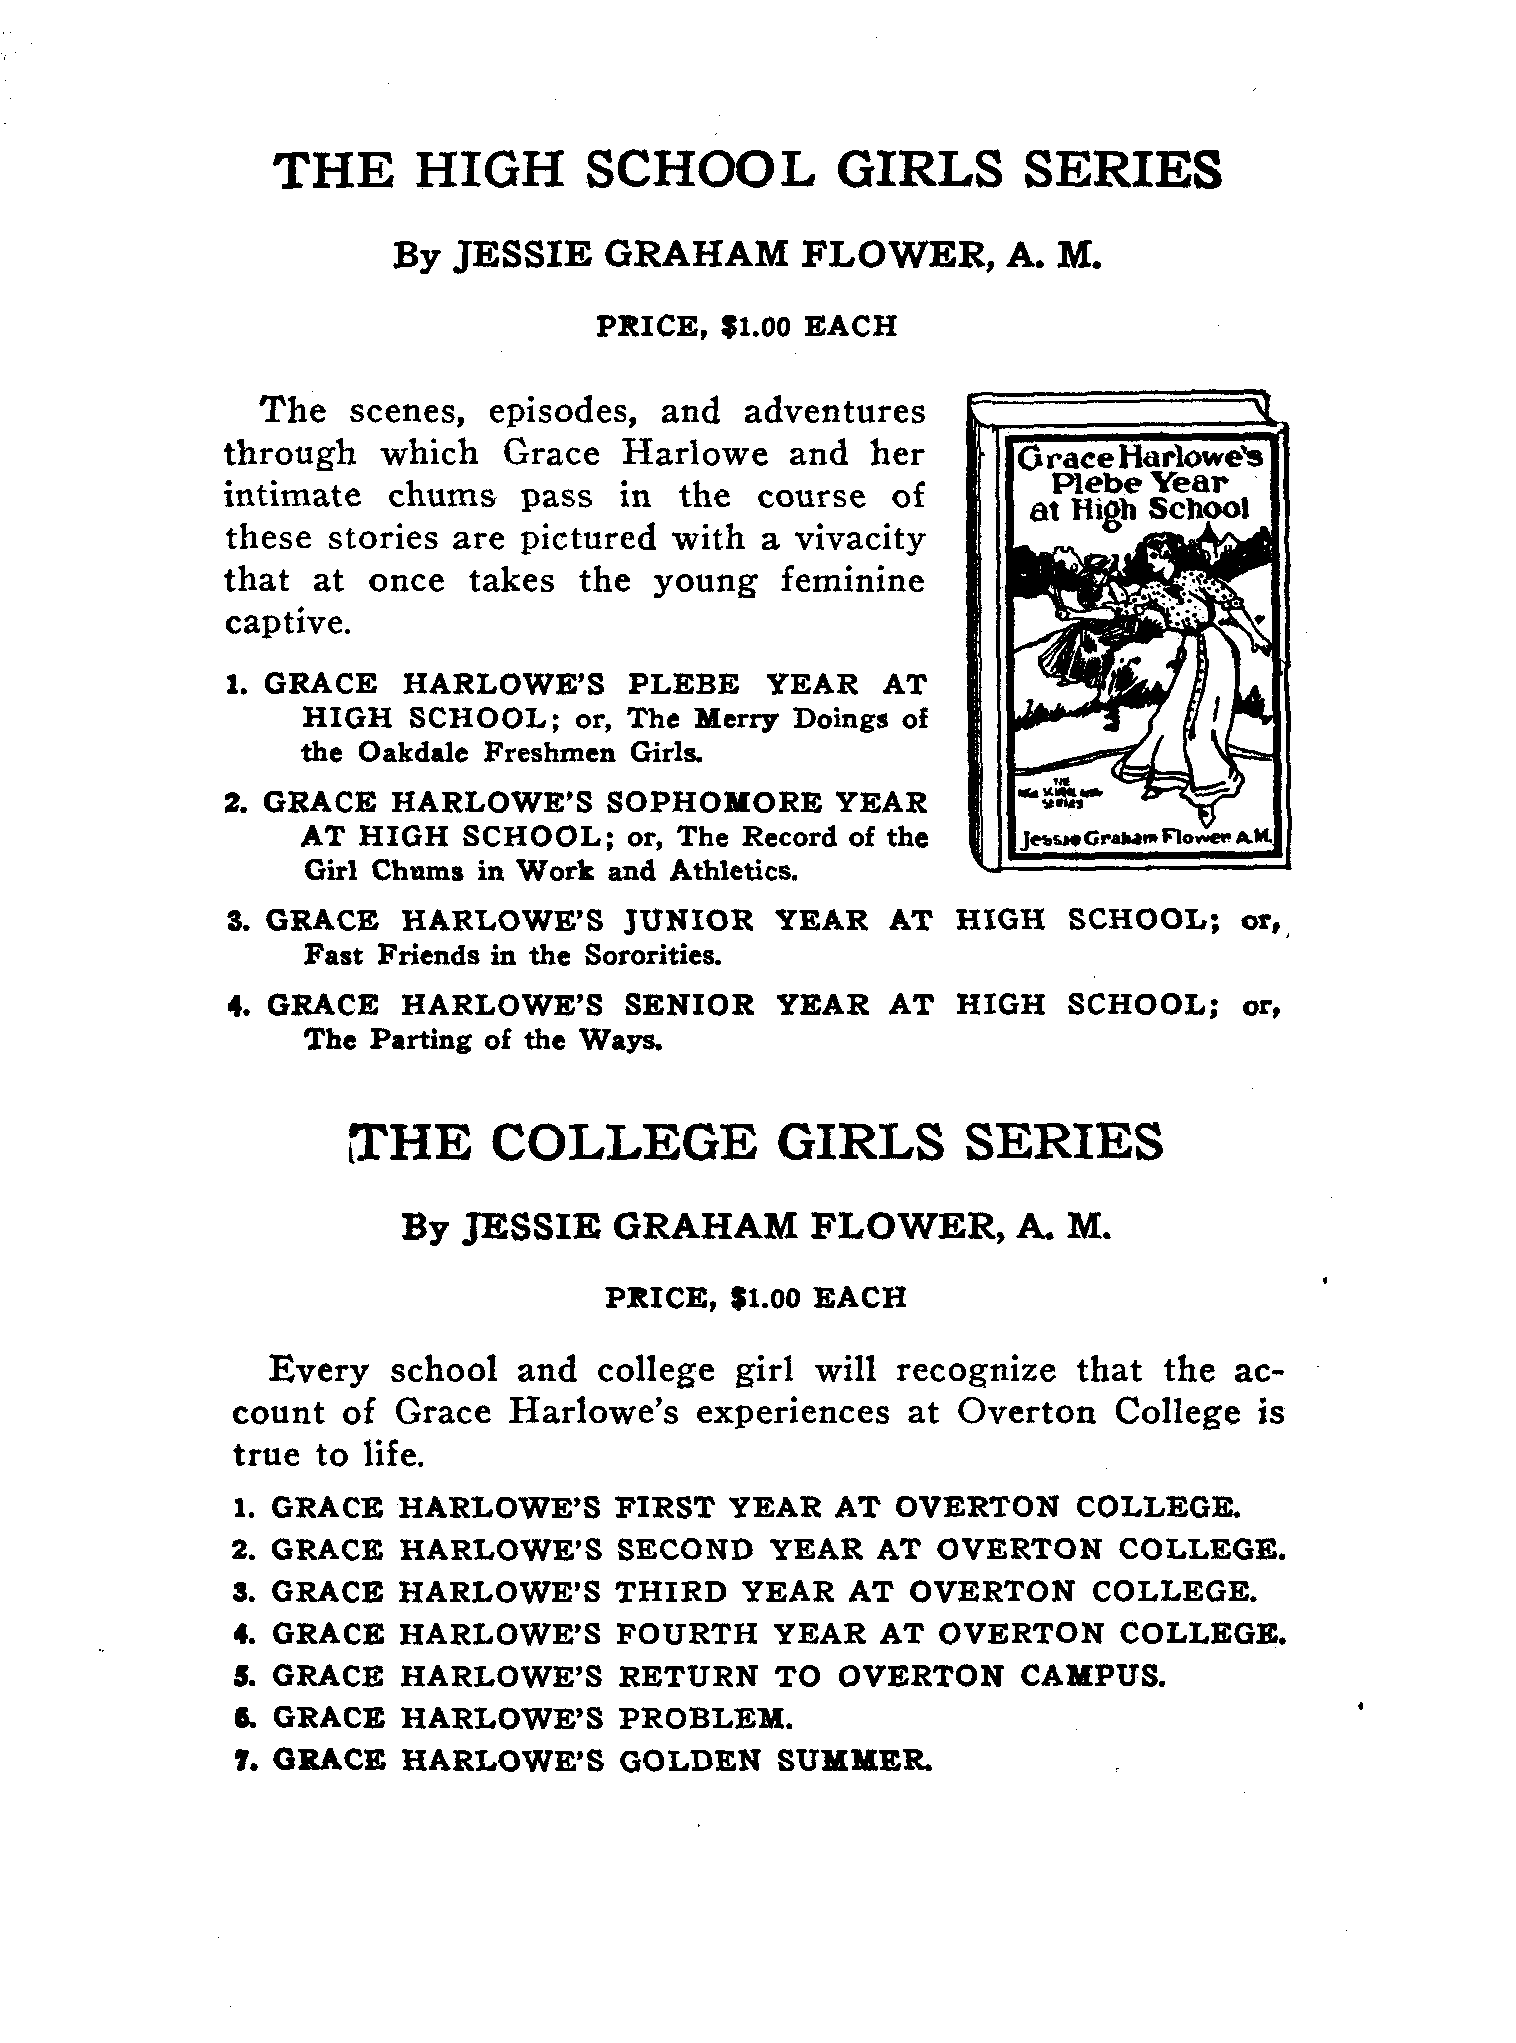 THE HIGH SCHOOL GIRLS SERIES
By JESSIE GRAHAM FLOWER, A. M.
PRICE, $1.00 EACH
The scenes, episodes, and adventures
through which Grace Harlowe and her
intimate chums pass in the course of
these stories are pictured with a vivacity
that at once takes the young feminine
captive.
1. GRACE HARLOWE'S PLEBE YEAR AT
HIGH SCHOOL; or, The Merry Doings of
the Oakdale Freshmen Girls.
2. GRACE HARLOWE'S SOPHOMORE YEAR
AT HIGH SCHOOL; or, The Record of the
Girl Chums in Work and Athletics.
Grace Harlowe's
Plebe Year
at High School
THE
SERIES
Jessie Graham Flower A.M.
3. GRACE HARLOWE'S JUNIOR YEAR AT HIGH SCHOOL; or,
Fast Friends in the Sororities.
4. GRACE HARLOWE'S SENIOR YEAR AT HIGH SCHOOL; or,
The Parting of the Ways.
THE COLLEGE GIRLS SERIES
By JESSIE GRAHAM FLOWER, A. M.
PRICE, $1.00 EACH
Every school and college girl will recognize that the ac-
count of Grace Harlowe's experiences at Overton College is
true to life.
1. GRACE HARLOWE'S FIRST YEAR AT OVERTON COLLEGE.
2. GRACE HARLOWE'S SECOND YEAR AT OVERTON COLLEGE.
3. GRACE HARLOWE'S THIRD YEAR AT OVERTON COLLEGE.
4. GRACE HARLOWE'S FOURTH YEAR AT OVERTON COLLEGE.
5. GRACE HARLOWE'S RETURN TO OVERTON CAMPUS.
6. GRACE HARLOWE'S PROBLEM.
7. GRACE HARLOWE'S GOLDEN SUMMER.